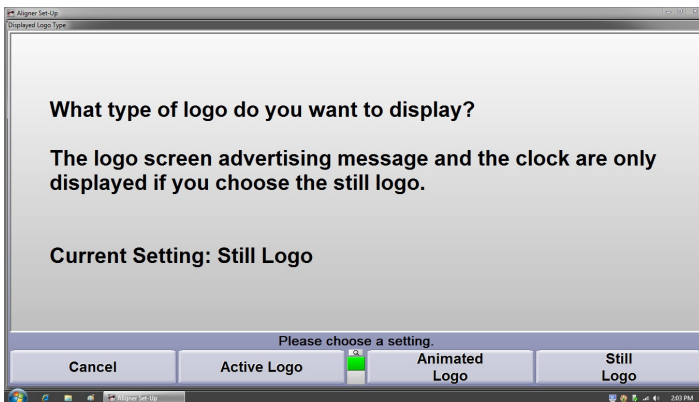 Aligner Set-Up
Displayed Logo Type
What type of logo do you want to display?
The logo screen advertising message and the clock are only
displayed if you choose the still logo.
Current Setting: Still Logo
Please choose a setting.
Cancel
Active Logo
Animated
Logo
Still
Logo
Aligner Set-Up
2:03 PM